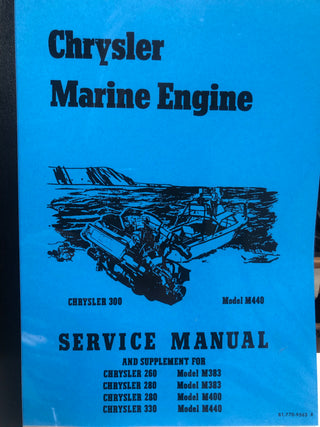 Chrysler
Marine Engine
CHRYSLER 300 Model M440
SERVICE MANUAL
AND SUPPLEMENT FOR
CHRYSLER 260 Model M383
CHRYSLER 280 Model M383
CHRYSLER 280 Model M400
CHRYSLER 330 Model M440